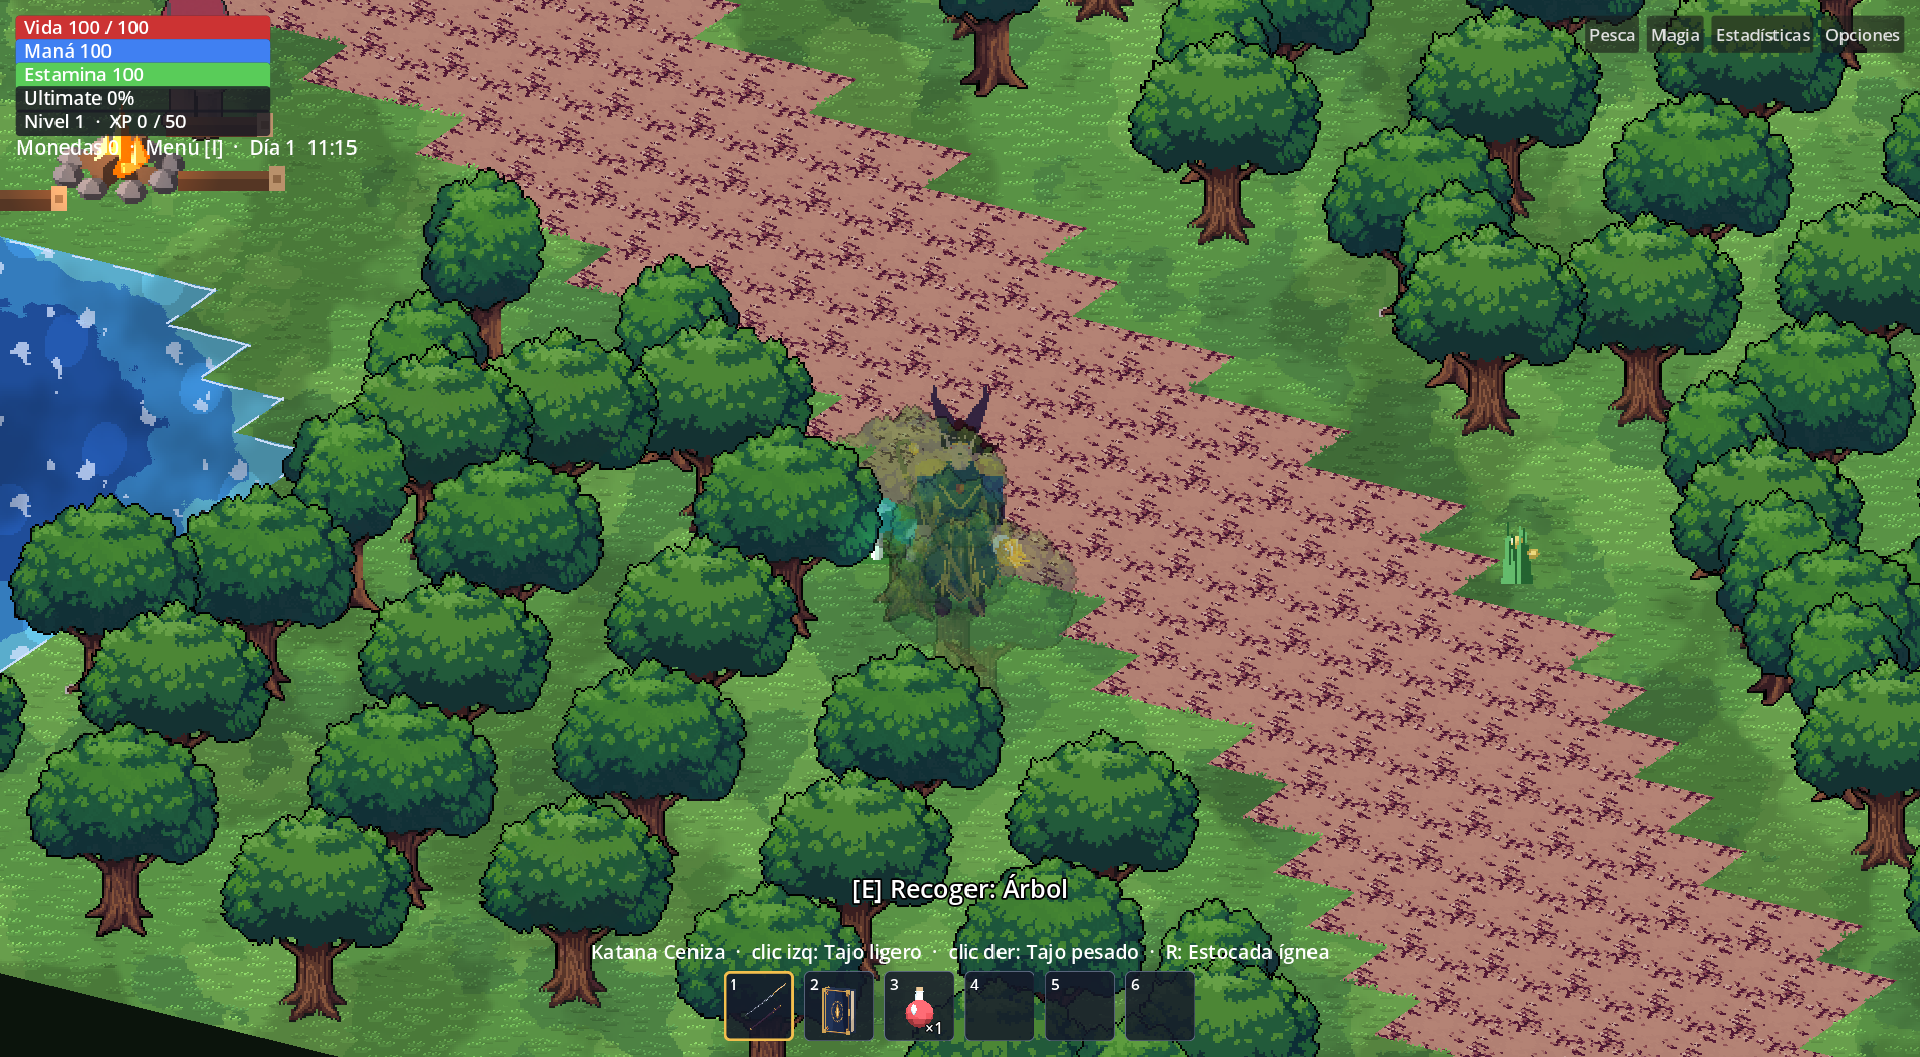 Vida 100 / 100
Maná 100
Estamina 100
Ultimate 0%
Nivel 1 · XP 0 / 50
Monedas 0 · Menú [I] · Día 1 11:15
Pesca Magia Estadísticas Opciones
[E] Recoger: Árbol
Katana Ceniza · clic izq: Tajo ligero · clic der: Tajo pesado · R: Estocada ígnea
1 2 3 4 5 6
×1